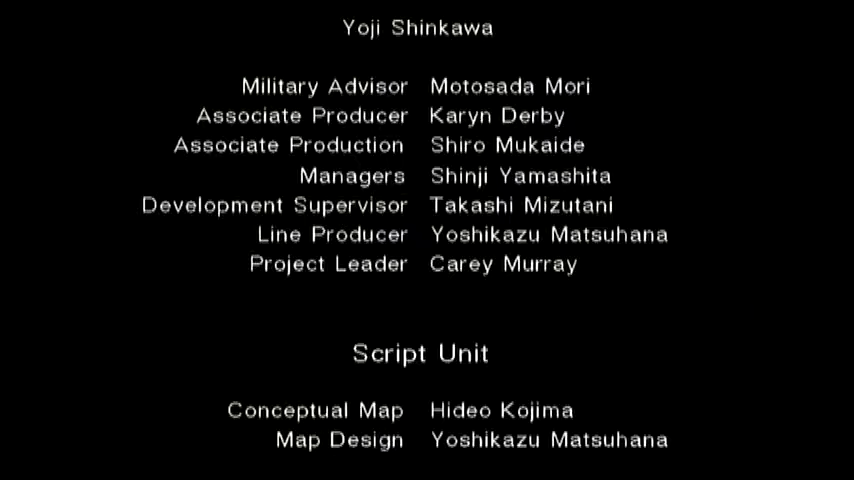 Yoji Shinkawa
Military Advisor Motosada Mori
Associate Producer Karyn Derby
Associate Production Shiro Mukaide
Managers Shinji Yamashita
Development Supervisor Takashi Mizutani
Line Producer Yoshikazu Matsuhana
Project Leader Carey Murray
Script Unit
Conceptual Map Hideo Kojima
Map Design Yoshikazu Matsuhana